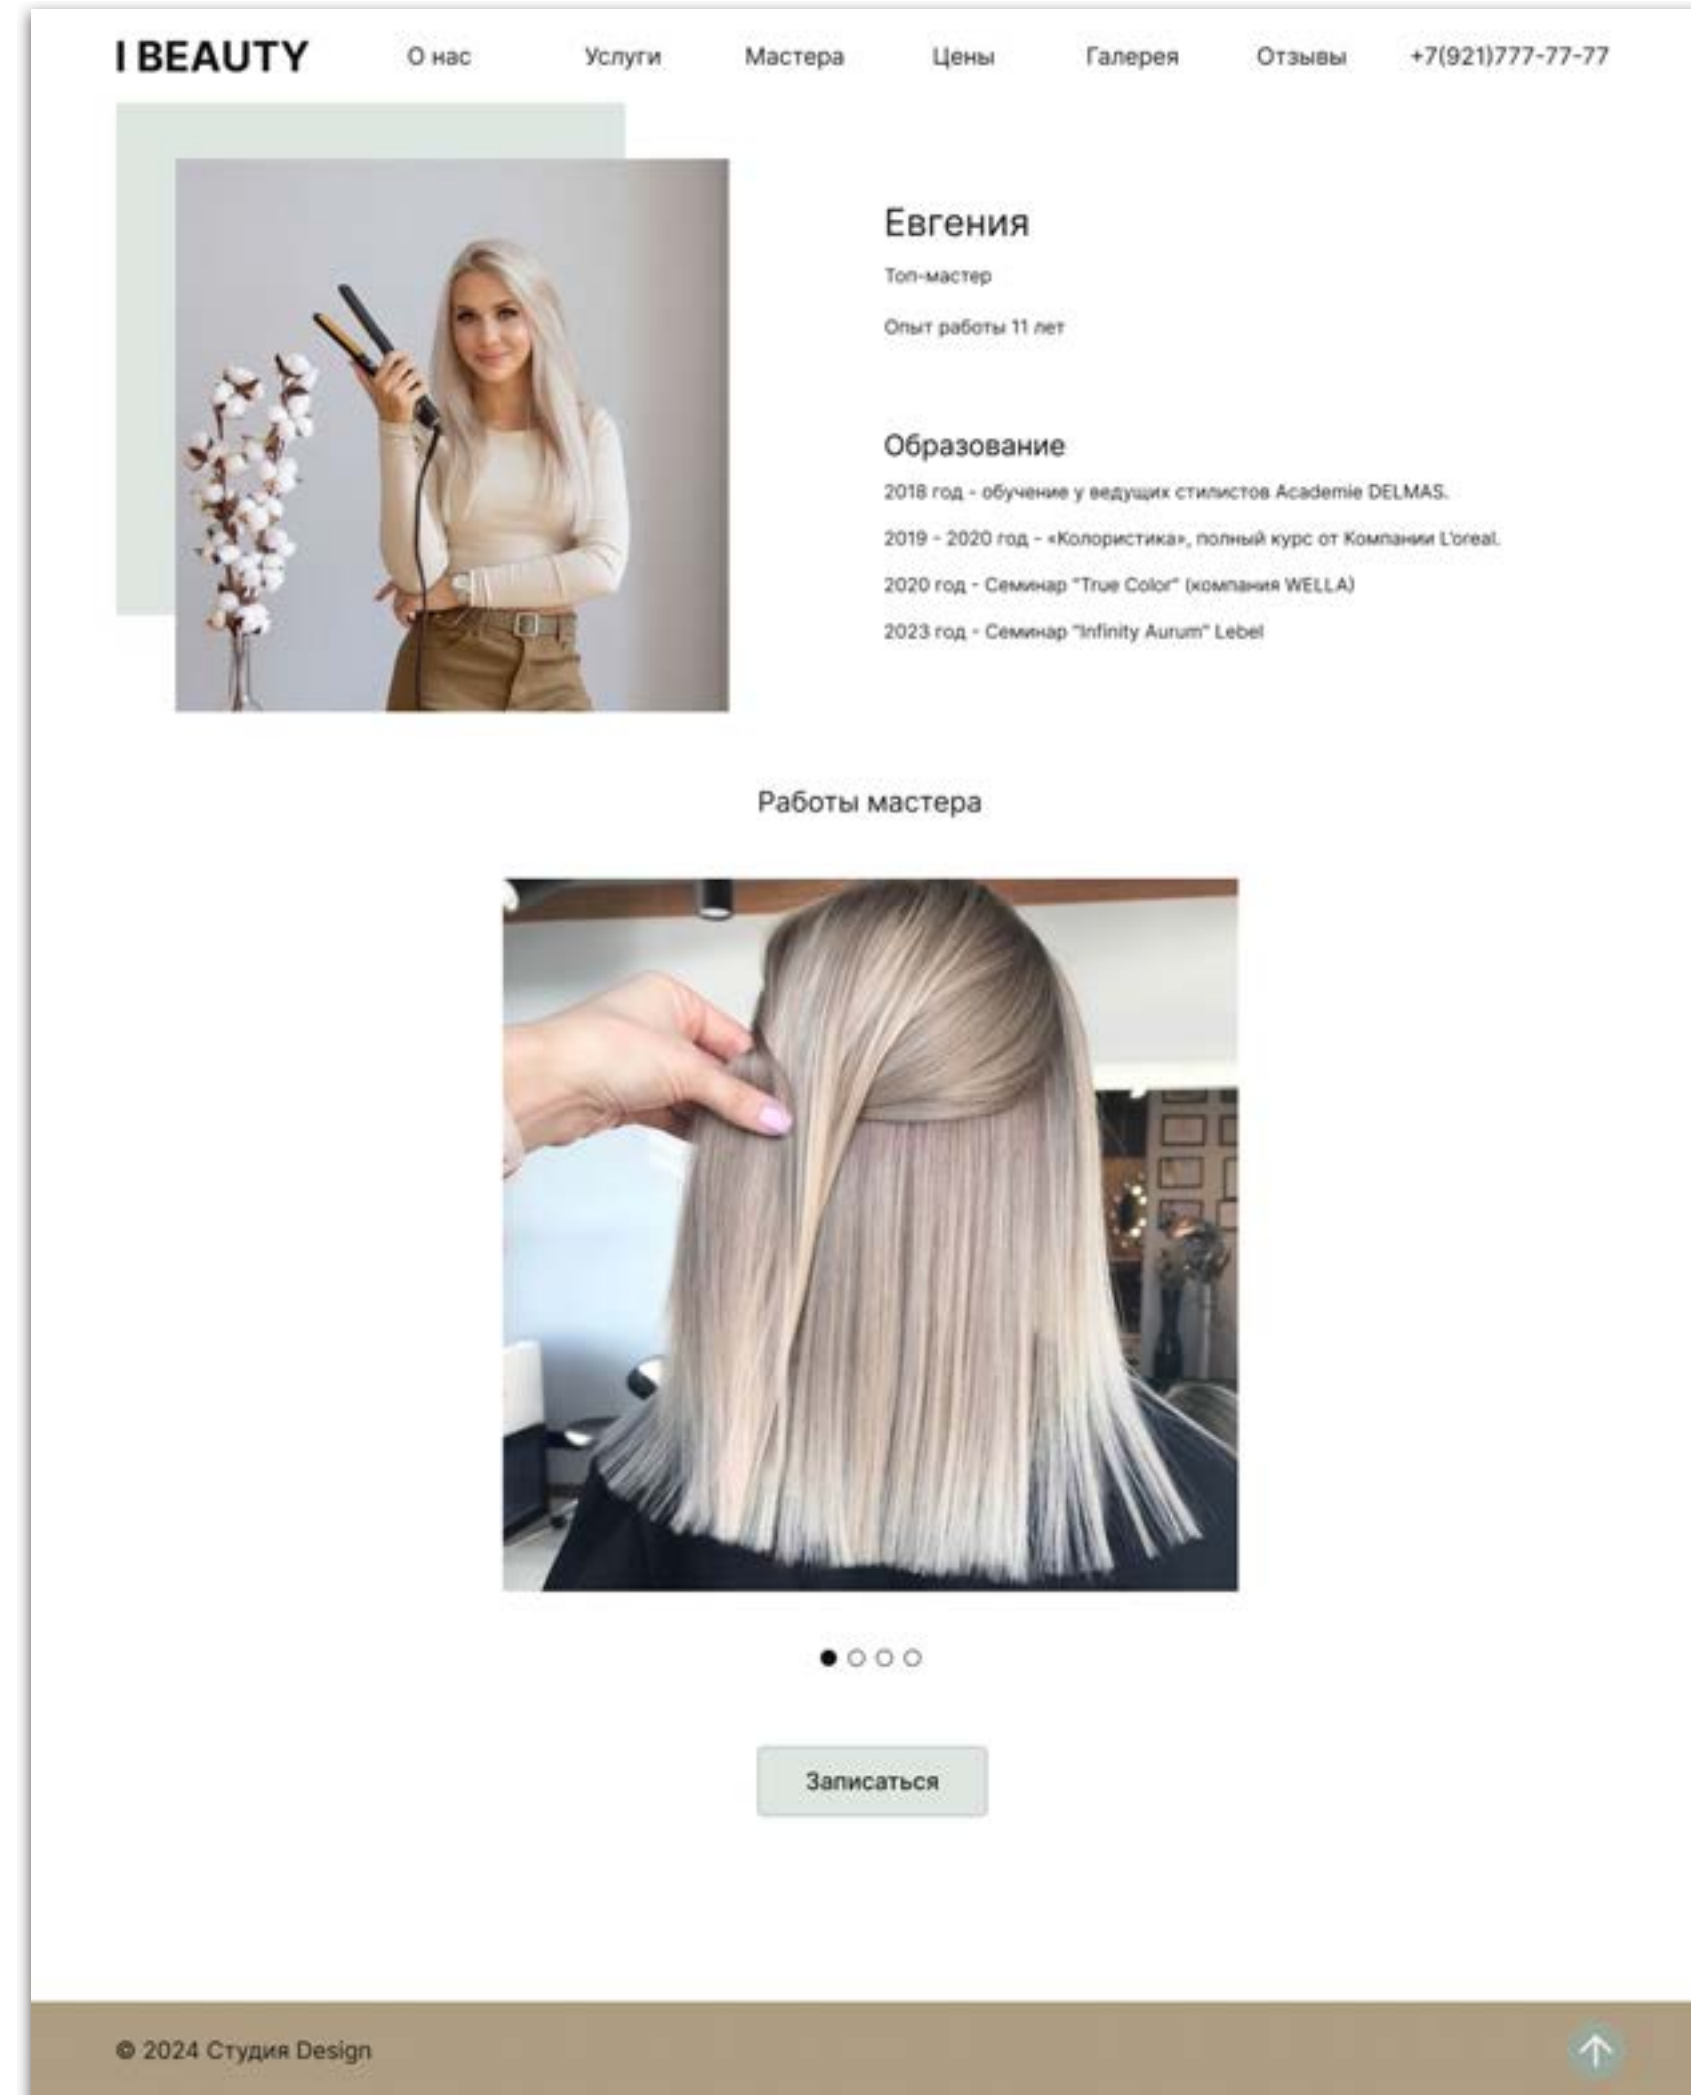 I BEAUTY
О нас
Услуги
Мастера
Цены
Галерея
Отзывы
+7(921)777-77-77
Евгения
Топ-мастер
Опыт работы 11 лет
Образование
2018 год - обучение у ведущих стилистов Academie DELMAS.
2019 - 2020 год - «Колористика», полный курс от Компании L'oreal.
2020 год - Семинар "True Color" (компания WELLA)
2023 год - Семинар "Infinity Aurum" Lebel
Работы мастера
Записаться
© 2024 Студия Design